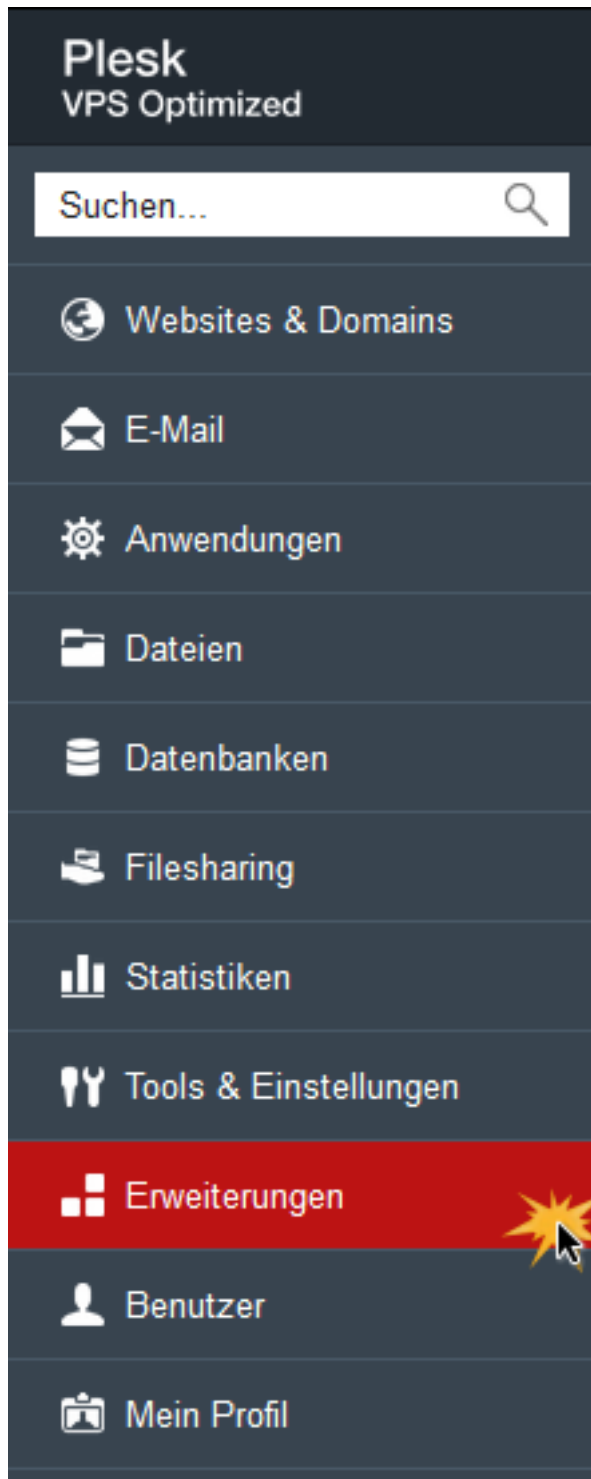 Plesk
VPS Optimized
Suchen...
Websites & Domains
E-Mail
Anwendungen
Dateien
Datenbanken
Filesharing
Statistiken
Tools & Einstellungen
Erweiterungen
Benutzer
Mein Profil